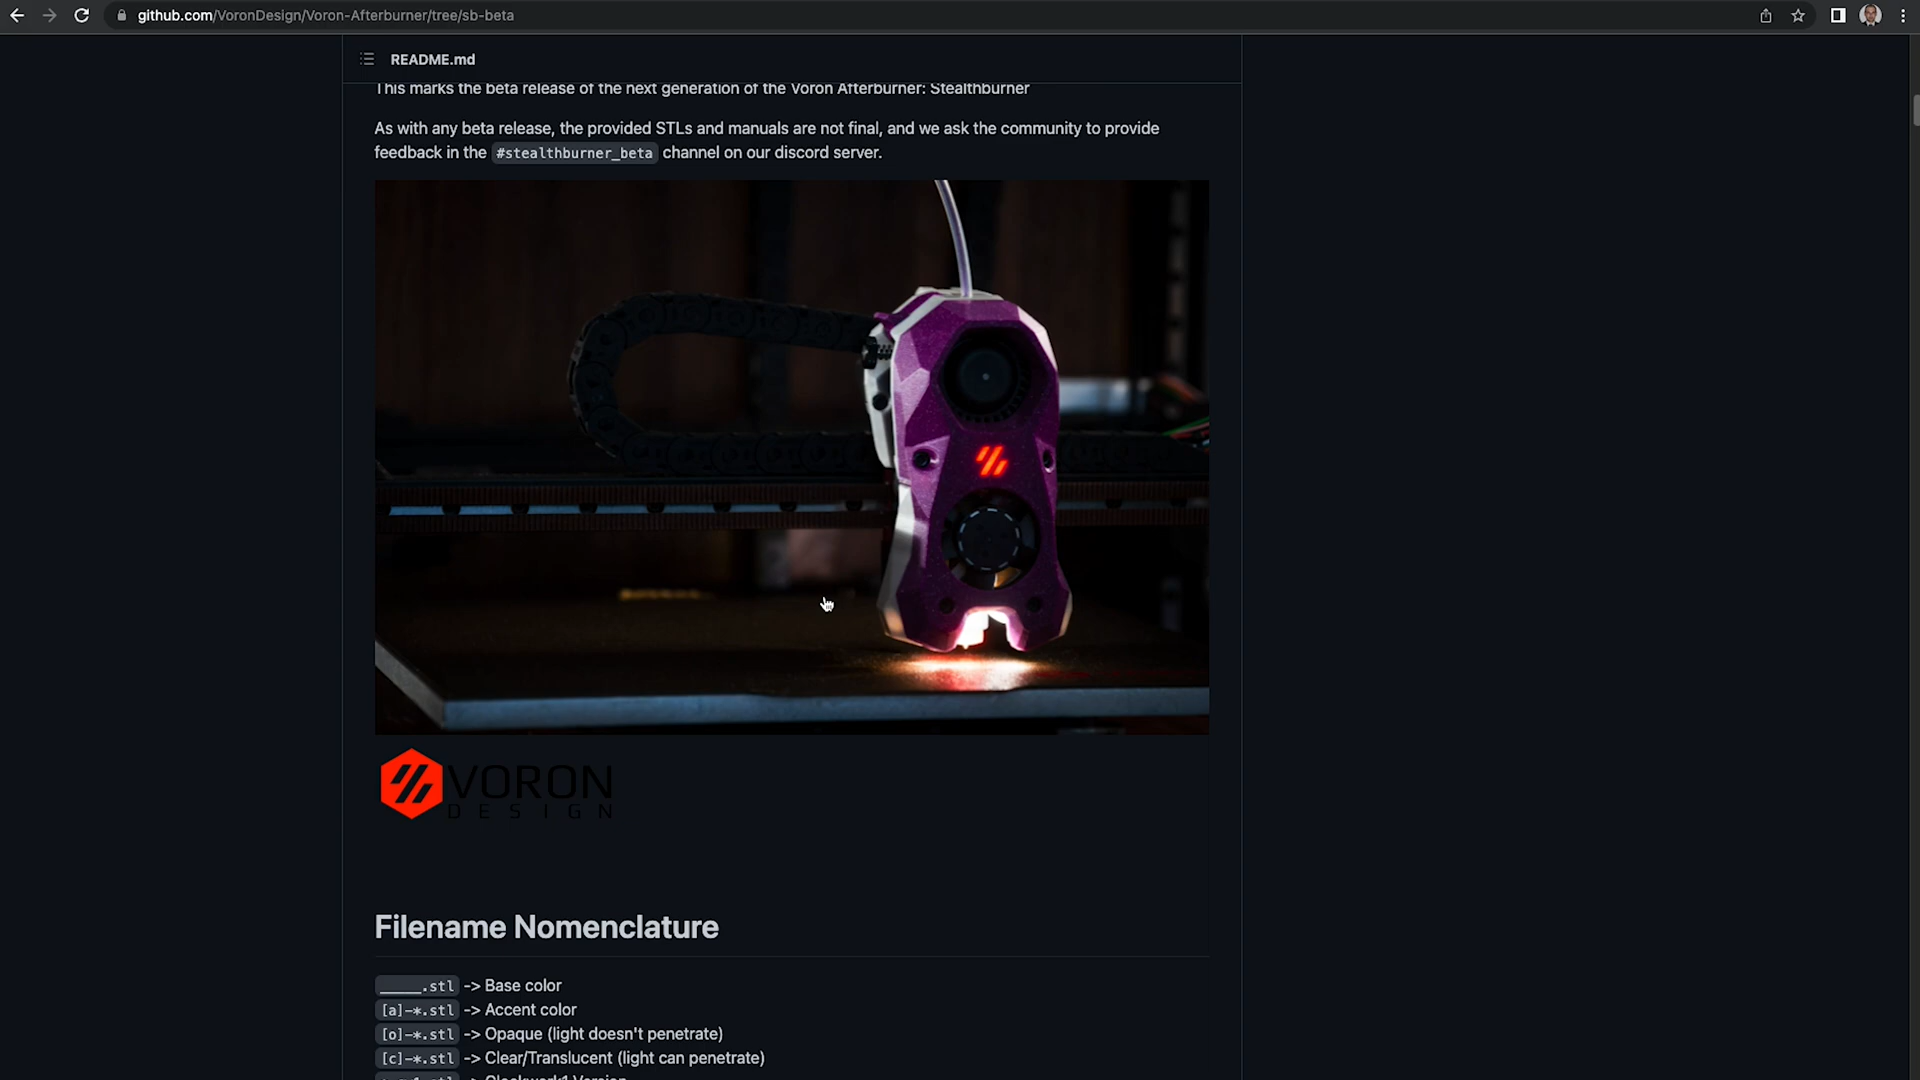 github.com/VoronDesign/Voron-Afterburner/tree/sb-beta
README.md
This marks the beta release of the next generation of the Voron Afterburner: Stealthburner
As with any beta release, the provided STLs and manuals are not final, and we ask the community to provide
feedback in the #stealthburner_beta channel on our discord server.
VORON
DESIGN
Filename Nomenclature
_____.stl -> Base color
[a]-*.stl -> Accent color
[o]-*.stl -> Opaque (light doesn't penetrate)
[c]-*.stl -> Clear/Translucent (light can penetrate)